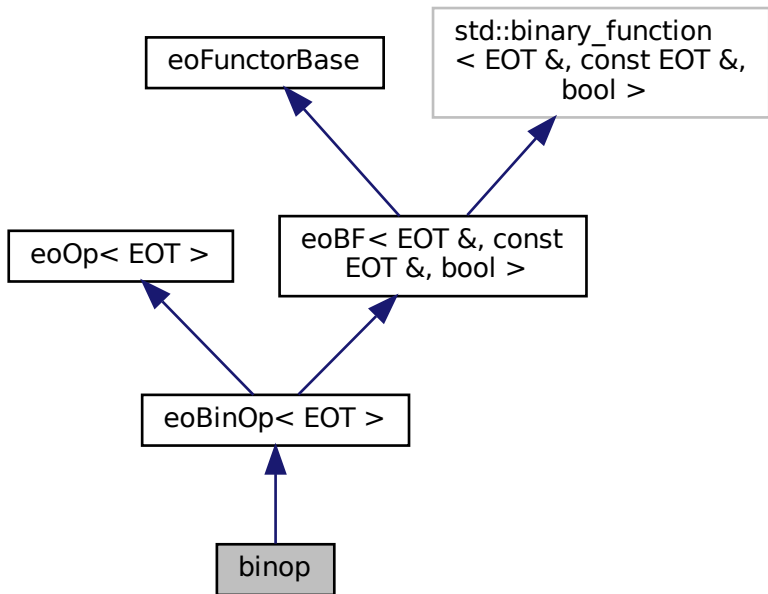 std::binary_function
< EOT &, const EOT &,
bool >
eoFunctorBase
eoBF< EOT &, const
EOT &, bool >
eoOp< EOT >
eoBinOp< EOT >
binop